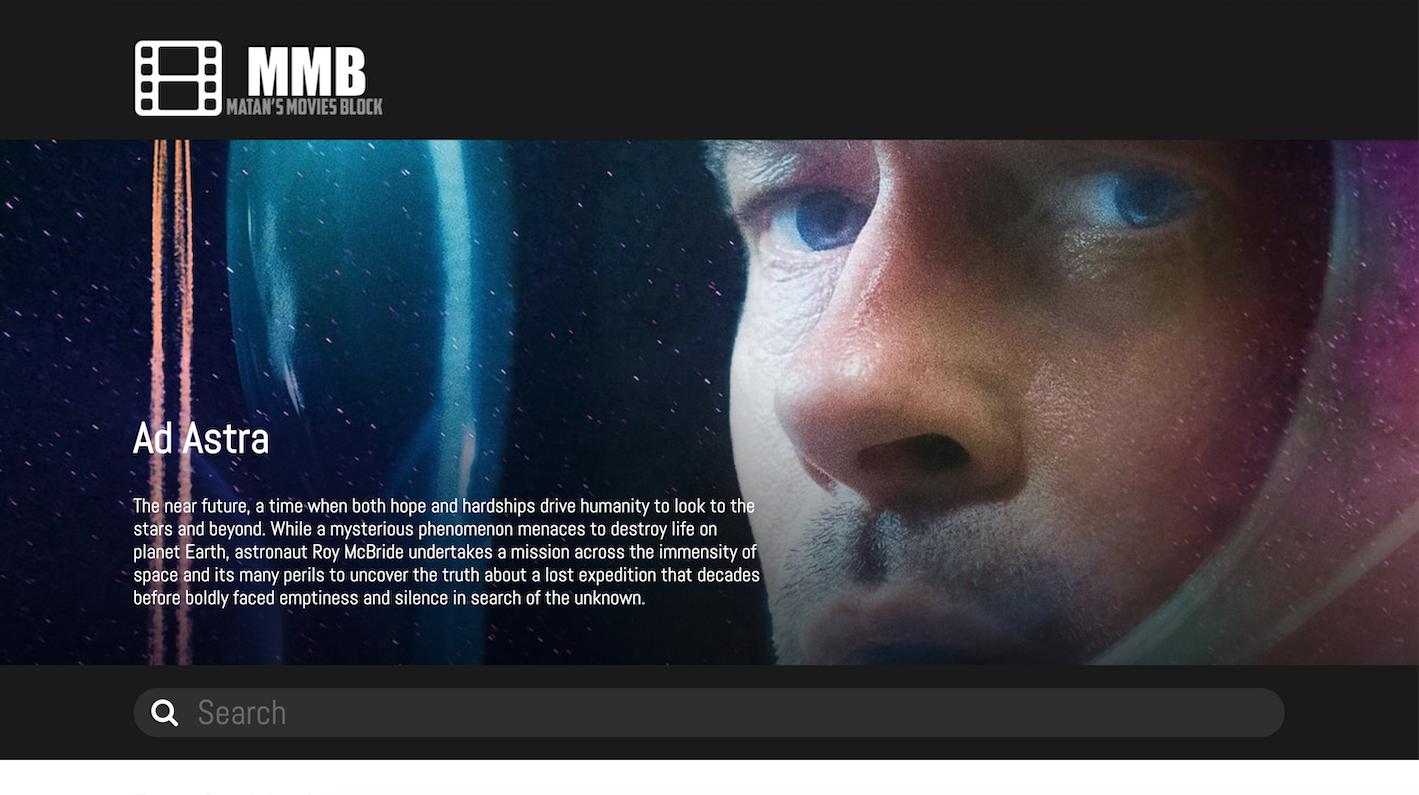 MMB
MATAN'S MOVIES BLOCK
Ad Astra
The near future, a time when both hope and hardships drive humanity to look to the
stars and beyond. While a mysterious phenomenon menaces to destroy life on
planet Earth, astronaut Roy McBride undertakes a mission across the immensity of
space and its many perils to uncover the truth about a lost expedition that decades
before boldly faced emptiness and silence in search of the unknown.
Search